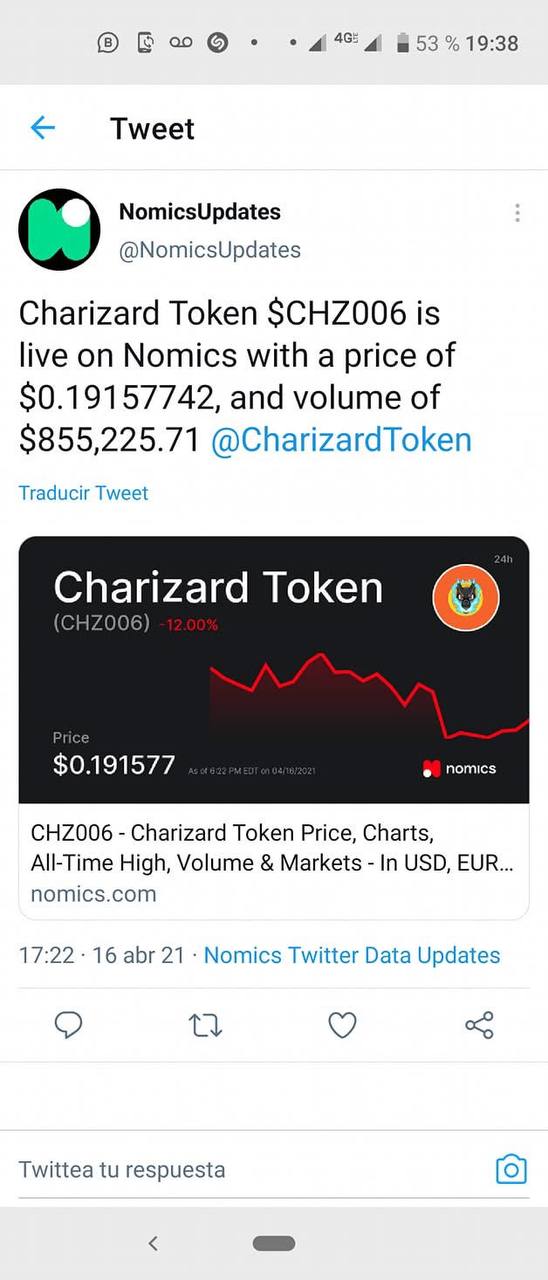 4G
53 % 19:38
Tweet
NomicsUpdates
@NomicsUpdates
Charizard Token $CHZ006 is
live on Nomics with a price of
$0.19157742, and volume of
$855,225.71 @CharizardToken
Traducir Tweet
24h
Charizard Token
(CHZ006) -12.00%
Price
$0.191577 As of 6:22 PM EDT on 04/16/2021
nomics
CHZ006 - Charizard Token Price, Charts,
All-Time High, Volume & Markets - In USD, EUR...
nomics.com
17:22 · 16 abr 21 · Nomics Twitter Data Updates
Twittea tu respuesta